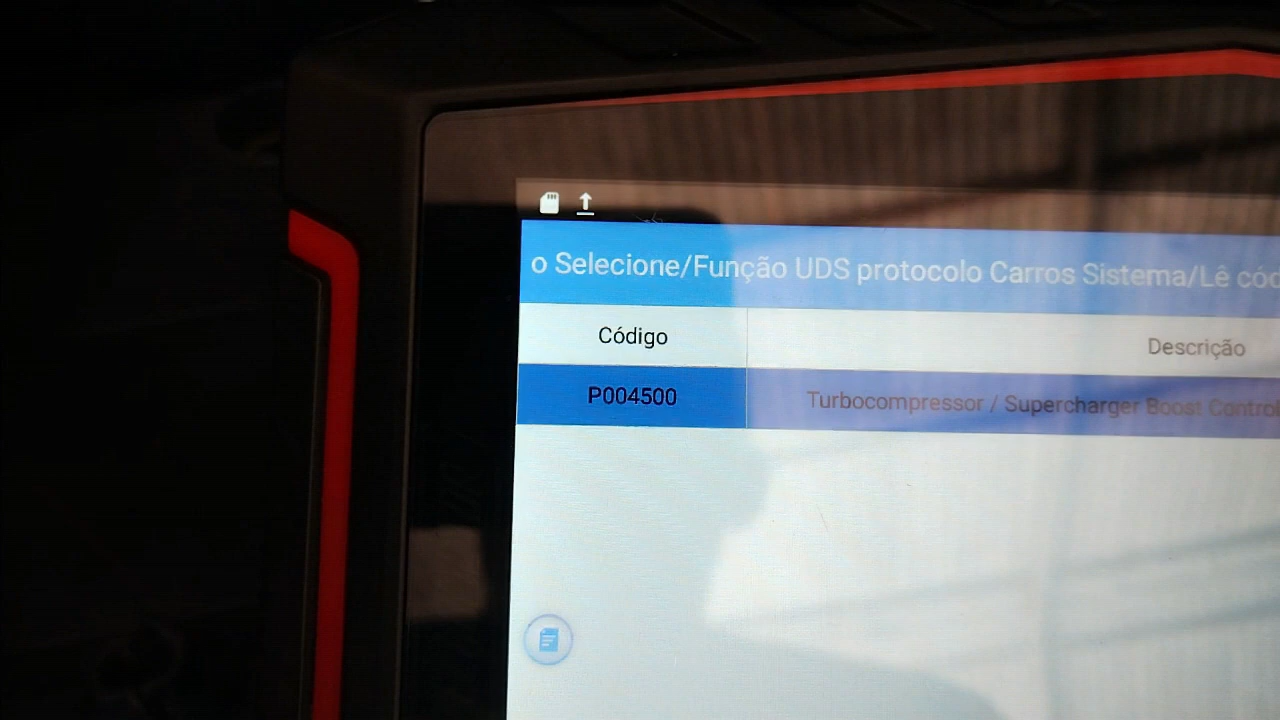 o Selecione/Função UDS protocolo Carros Sistema/Lê cód
Código Descrição
P004500 Turbocompressor / Supercharger Boost Control